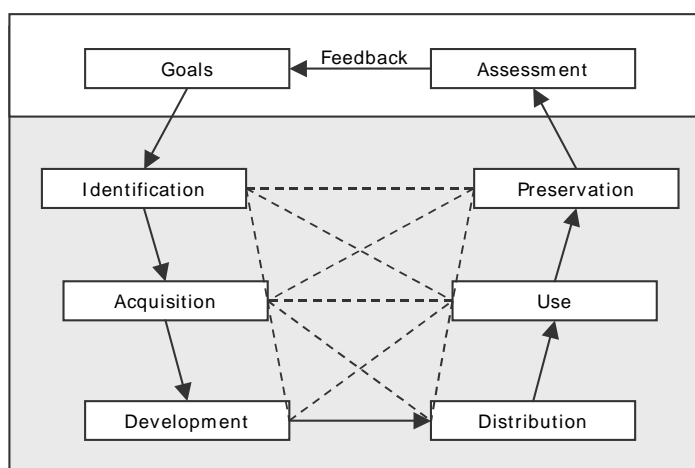 Goals
Feedback
Assessment
Identification
Preservation
Acquisition
Use
Development
Distribution